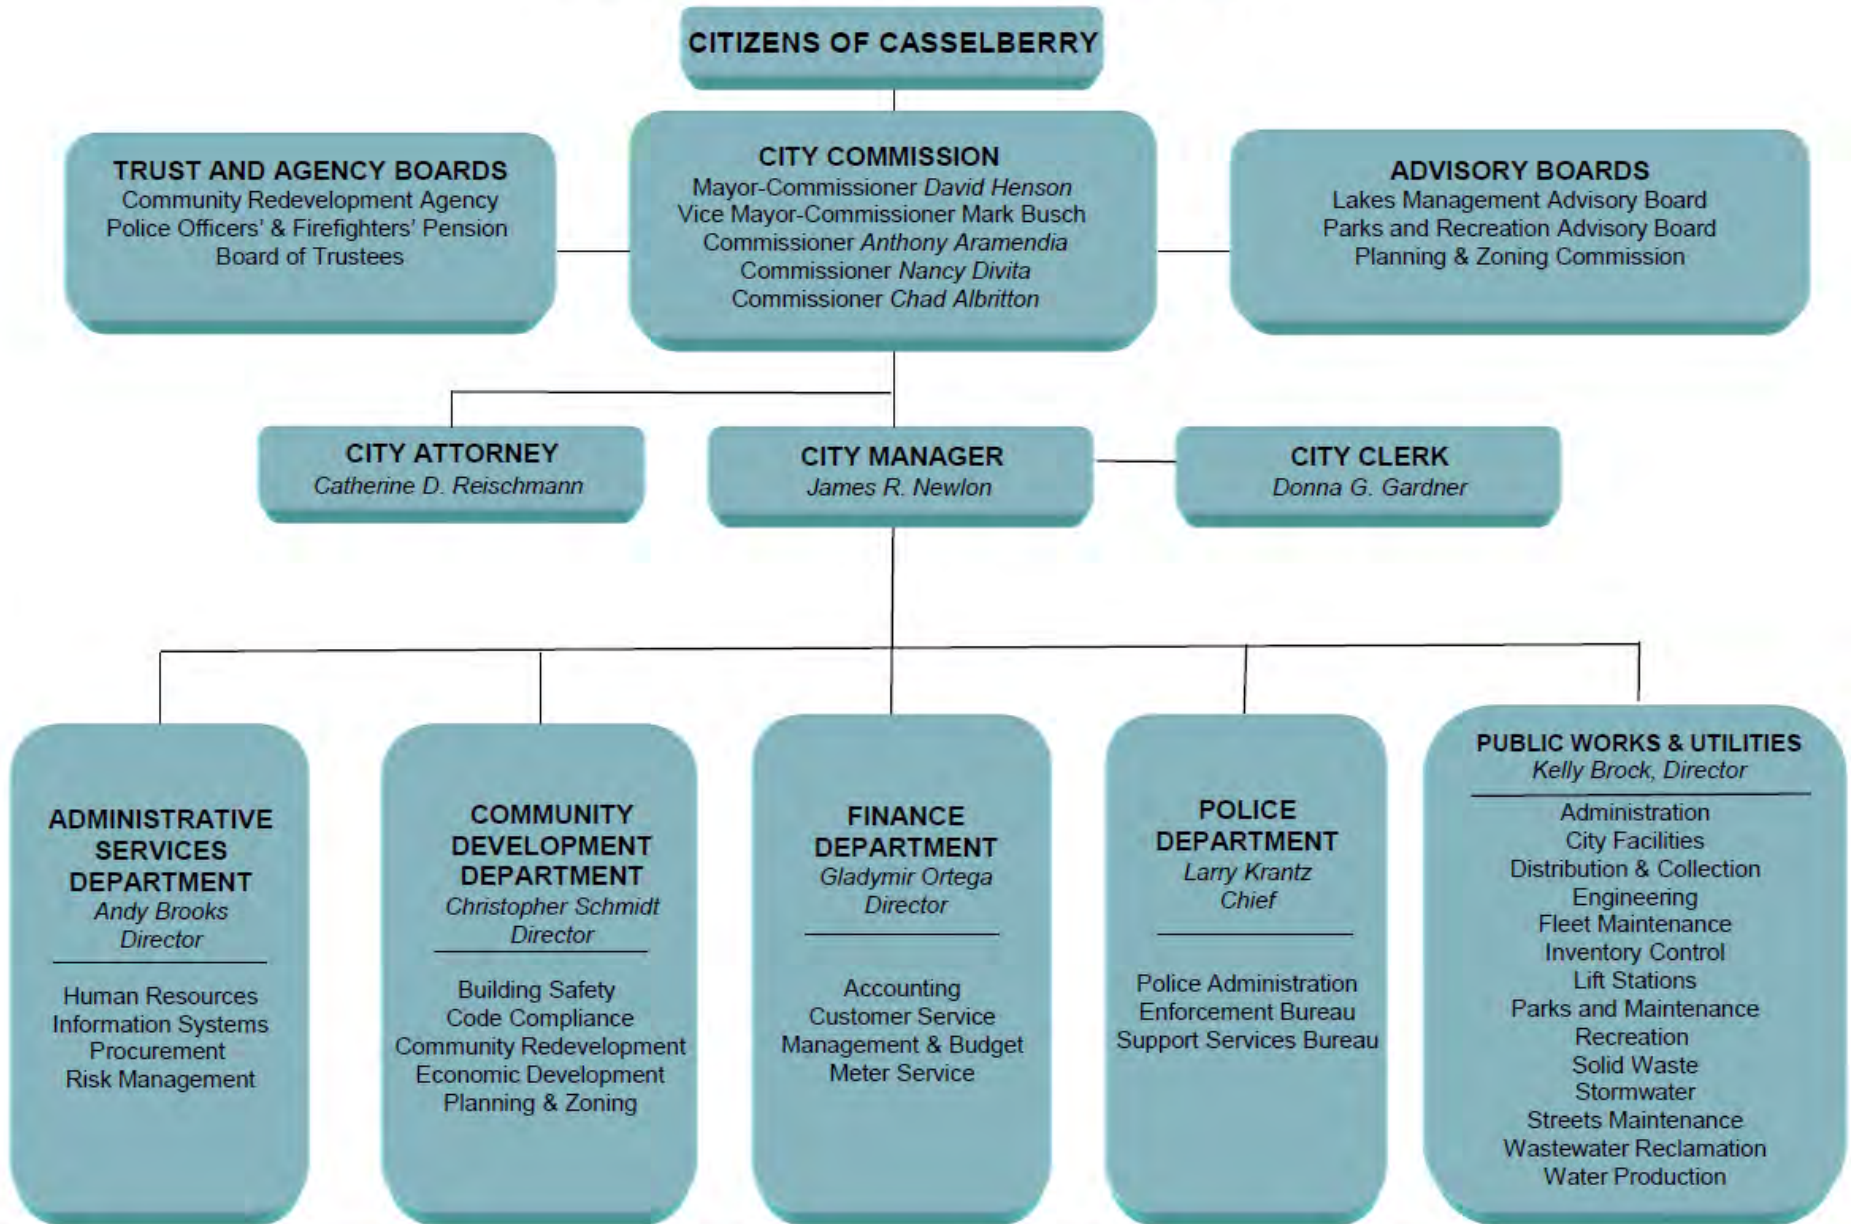 CITIZENS OF CASSELBERRY
TRUST AND AGENCY BOARDS
Community Redevelopment Agency
Police Officers' & Firefighters' Pension
Board of Trustees
CITY COMMISSION
Mayor-Commissioner David Henson
Vice Mayor-Commissioner Mark Busch
Commissioner Anthony Aramendia
Commissioner Nancy Divita
Commissioner Chad Albritton
ADVISORY BOARDS
Lakes Management Advisory Board
Parks and Recreation Advisory Board
Planning & Zoning Commission
CITY ATTORNEY
Catherine D. Reischmann
CITY MANAGER
James R. Newlon
CITY CLERK
Donna G. Gardner
ADMINISTRATIVE
SERVICES
DEPARTMENT
Andy Brooks
Director
Human Resources
Information Systems
Procurement
Risk Management
COMMUNITY
DEVELOPMENT
DEPARTMENT
Christopher Schmidt
Director
Building Safety
Code Compliance
Community Redevelopment
Economic Development
Planning & Zoning
FINANCE
DEPARTMENT
Gladymir Ortega
Director
Accounting
Customer Service
Management & Budget
Meter Service
POLICE
DEPARTMENT
Larry Krantz
Chief
Police Administration
Enforcement Bureau
Support Services Bureau
PUBLIC WORKS & UTILITIES
Kelly Brock, Director
Administration
City Facilities
Distribution & Collection
Engineering
Fleet Maintenance
Inventory Control
Lift Stations
Parks and Maintenance
Recreation
Solid Waste
Stormwater
Streets Maintenance
Wastewater Reclamation
Water Production